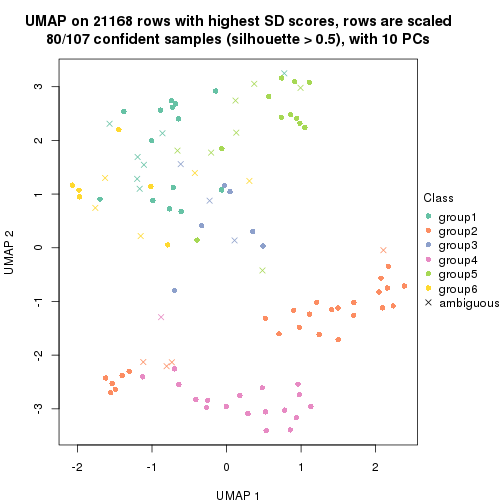 UMAP on 21168 rows with highest SD scores, rows are scaled
80/107 confident samples (silhouette > 0.5), with 10 PCs
3
2
1
0
-1
-2
-3
UMAP 2
-2
-1
0
1
2
UMAP 1
Class
group1
group2
group3
group4
group5
group6
ambiguous